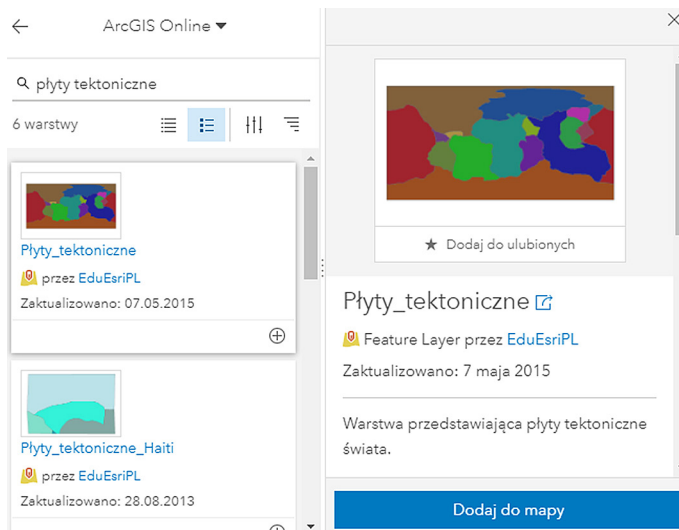 ArcGIS Online
płyty tektoniczne
6 warstwy
Płyty_tektoniczne
przez EduEsriPL
Zaktualizowano: 07.05.2015
Płyty_tektoniczne_Haiti
przez EduEsriPL
Zaktualizowano: 28.08.2013
Dodaj do ulubionych
Płyty_tektoniczne
Feature Layer przez EduEsriPL
Zaktualizowano: 7 maja 2015
Warstwa przedstawiająca płyty tektoniczne
świata.
Dodaj do mapy